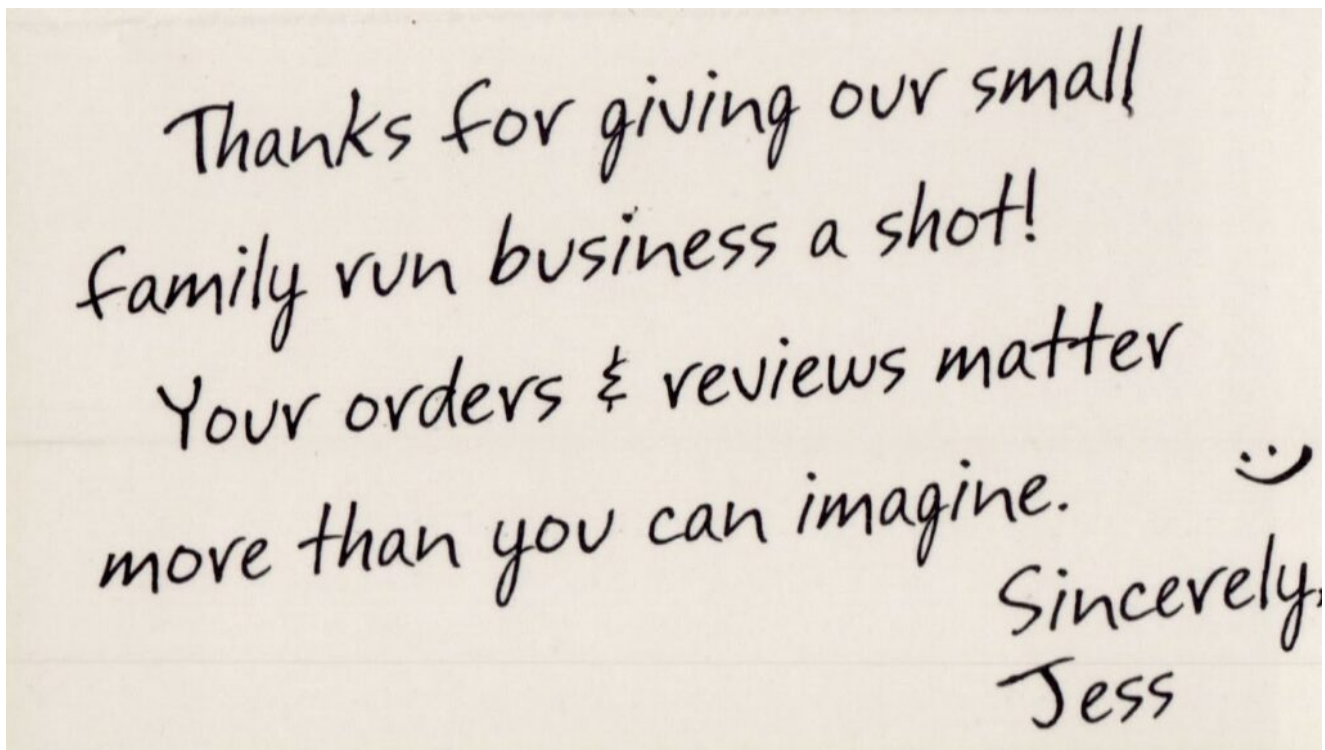 Thanks for giving our small
family run business a shot!
Your orders & reviews matter
more than you can imagine. :)
Sincerely,
Jess